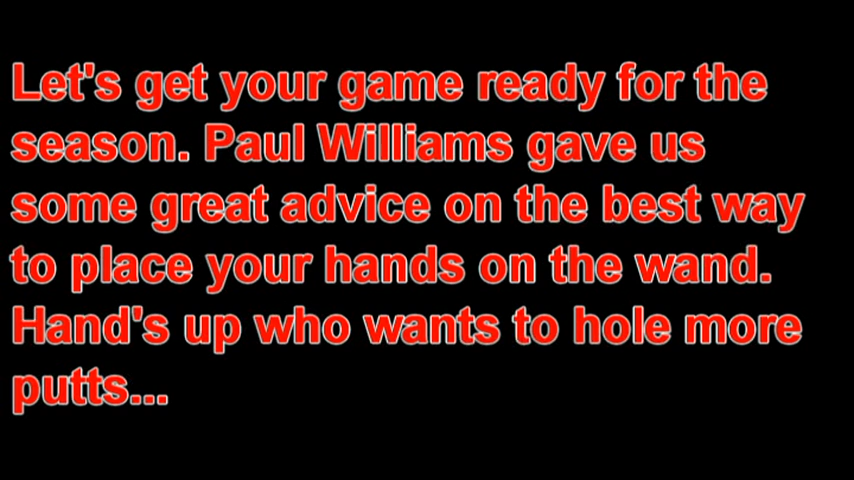 Let's get your game ready for the
season. Paul Williams gave us
some great advice on the best way
to place your hands on the wand.
Hand's up who wants to hole more
putts...